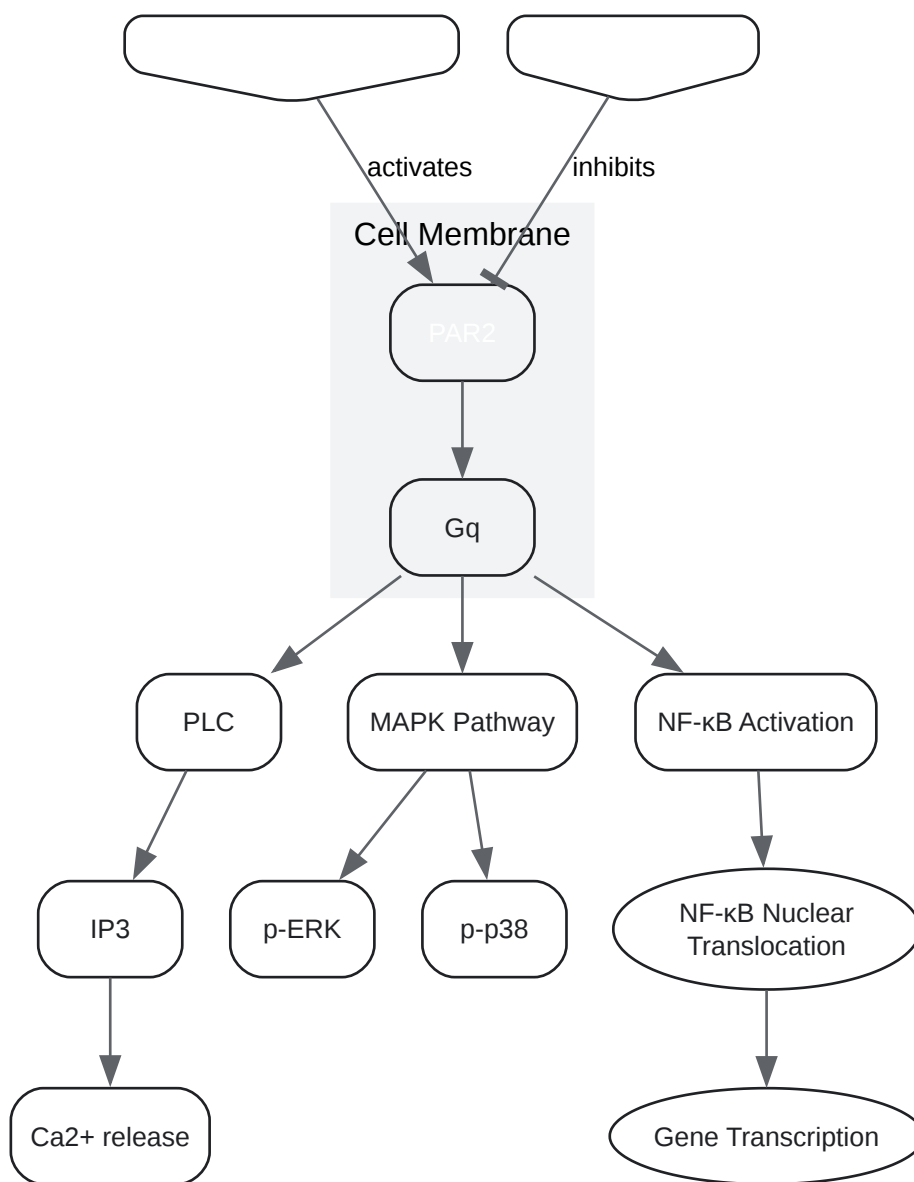 activates
inhibits
Cell Membrane
PAR2
Gq
PLC
MAPK Pathway
NF-κB Activation
IP3
p-ERK
p-p38
NF-κB Nuclear
Translocation
Ca2+ release
Gene Transcription